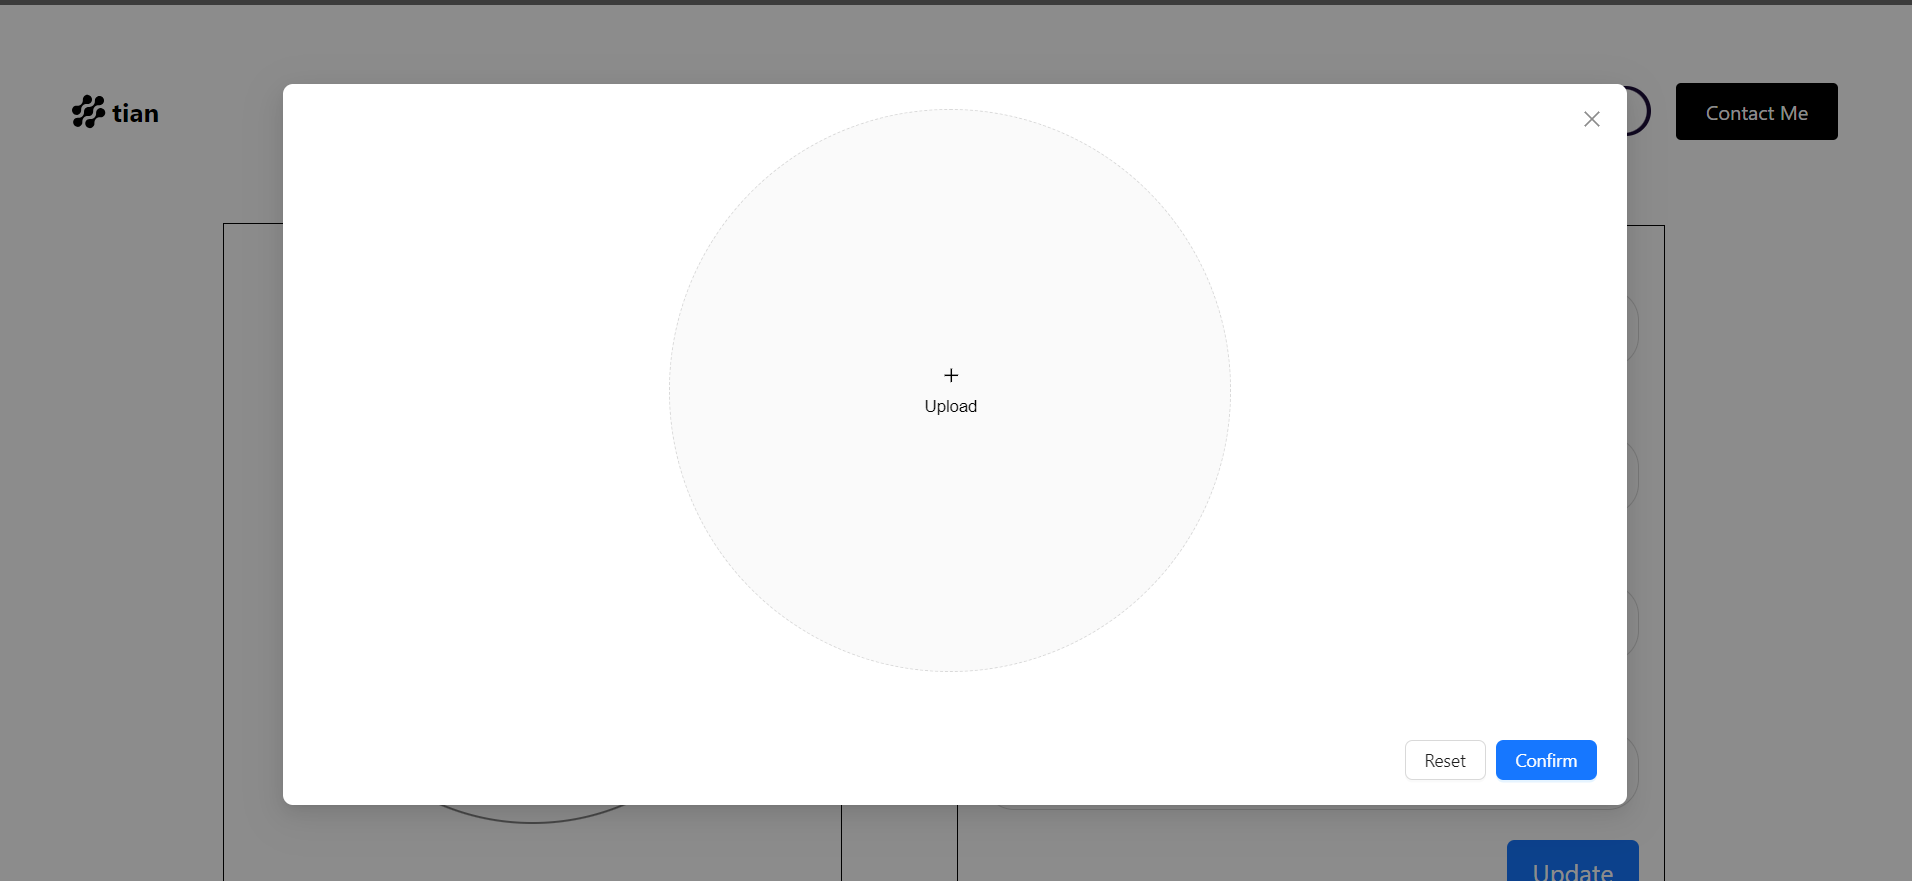 tian
Contact Me
Upload
Reset
Confirm
Update